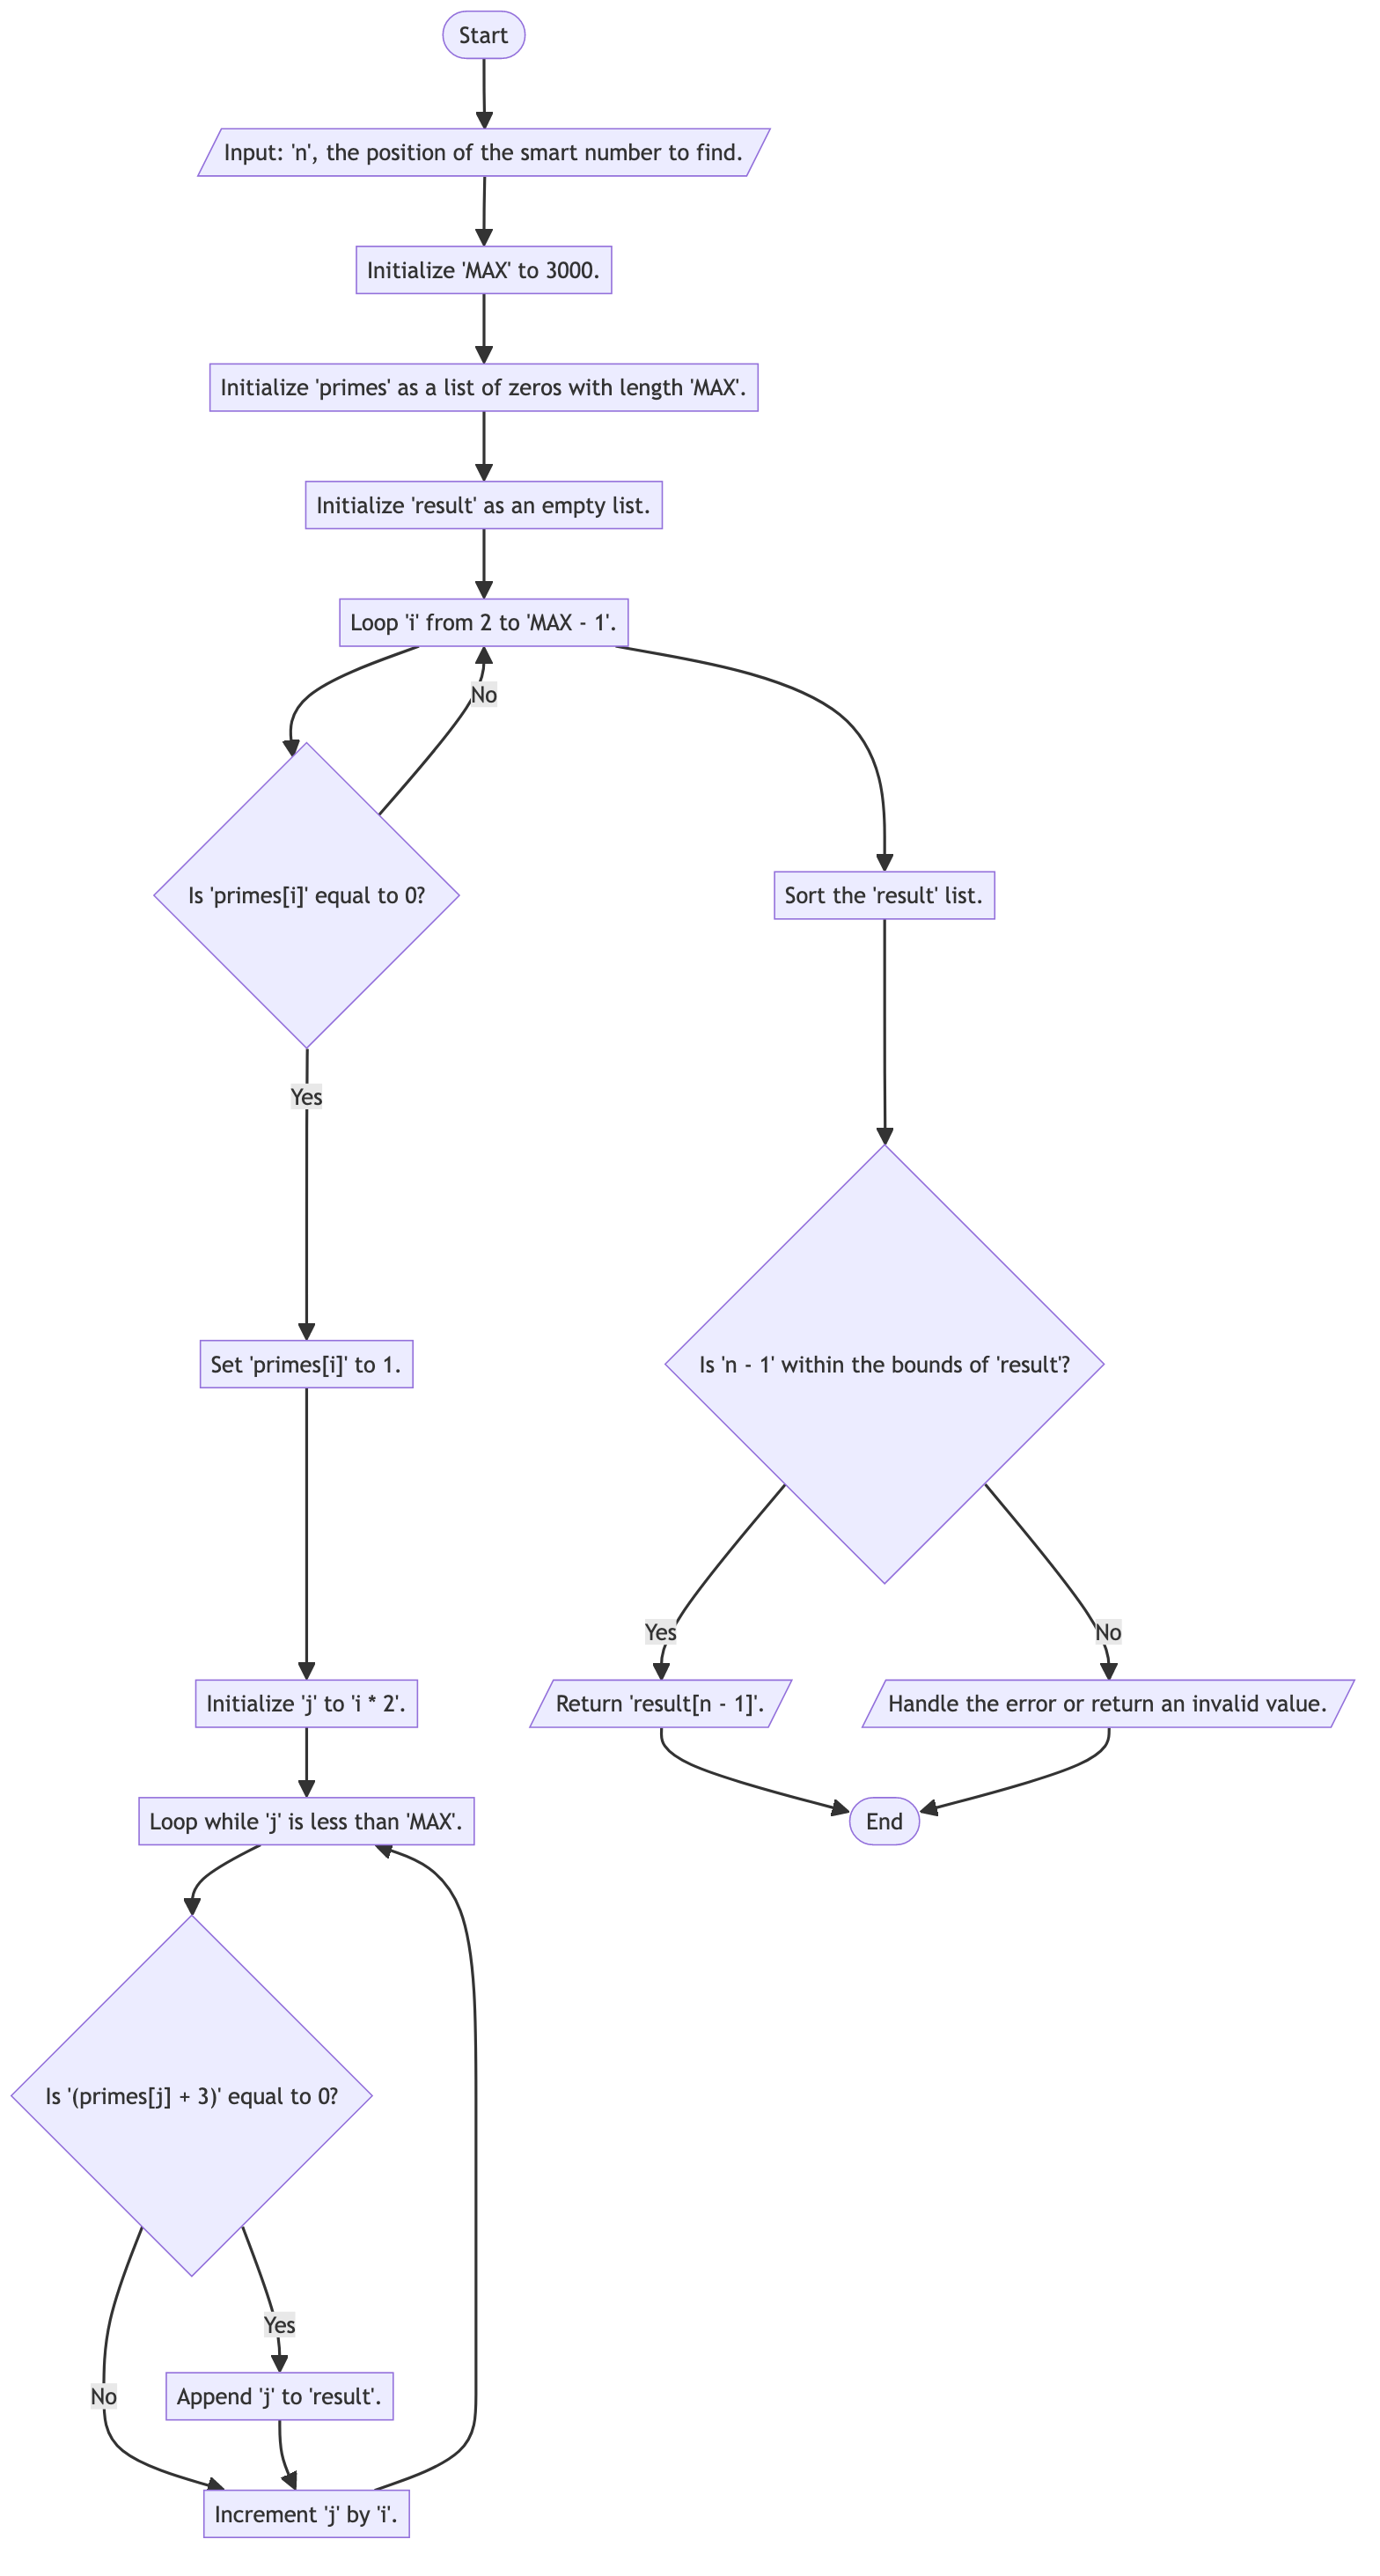 Start
Input: 'n', the position of the smart number to find.
Initialize 'MAX' to 3000.
Initialize 'primes' as a list of zeros with length 'MAX'.
Initialize 'result' as an empty list.
Loop 'i' from 2 to 'MAX - 1'.
No
Is 'primes[i]' equal to 0?
Sort the 'result' list.
Yes
Set 'primes[i]' to 1.
Is 'n - 1' within the bounds of 'result'?
Yes
No
Initialize 'j' to 'i * 2'.
Return 'result[n - 1]'.
Handle the error or return an invalid value.
Loop while 'j' is less than 'MAX'.
End
Is '(primes[j] + 3)' equal to 0?
Yes
No
Append 'j' to 'result'.
Increment 'j' by 'i'.